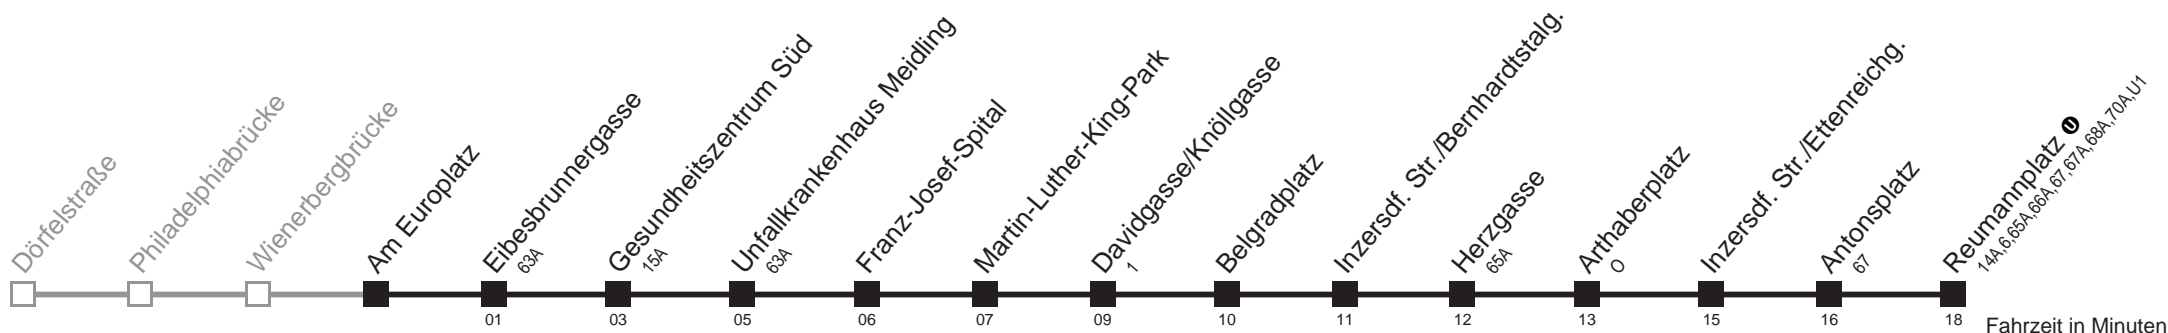 Dörfelstraße
Philadelphiabrücke
Wienerbergbrücke
Am Europlatz
Eibesbrunnergasse
63A
Gesundheitszentrum Süd
15A
Unfallkrankenhaus Meidling
63A
Franz-Josef-Spital
Martin-Luther-King-Park
Davidgasse/Knöllgasse
1
Belgradplatz
Inzersdf. Str./Bernhardtstalg.
Herzgasse
65A
Arthaberplatz
O
Inzersdf. Str./Ettenreichg.
Antonsplatz
67
Reumannplatz U
14A,6,65A,66A,67,67A,68A,70A,U1
01 03 05 06 07 09 10 11 12 13 15 16 18 Fahrzeit in Minuten